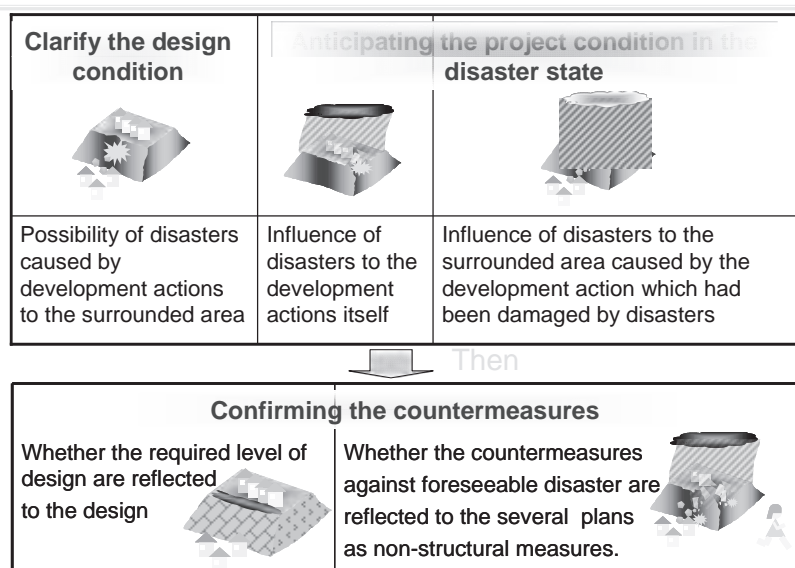 Clarify the design
condition
Anticipating the project condition in the
disaster state
Possibility of disasters
caused by
development actions
to the surrounded area
Influence of
disasters to the
development
actions itself
Influence of disasters to the
surrounded area caused by the
development action which had
been damaged by disasters
Then
Confirming the countermeasures
Whether the required level of
design are reflected
to the design
Whether the countermeasures
against foreseeable disaster are
reflected to the several plans
as non-structural measures.